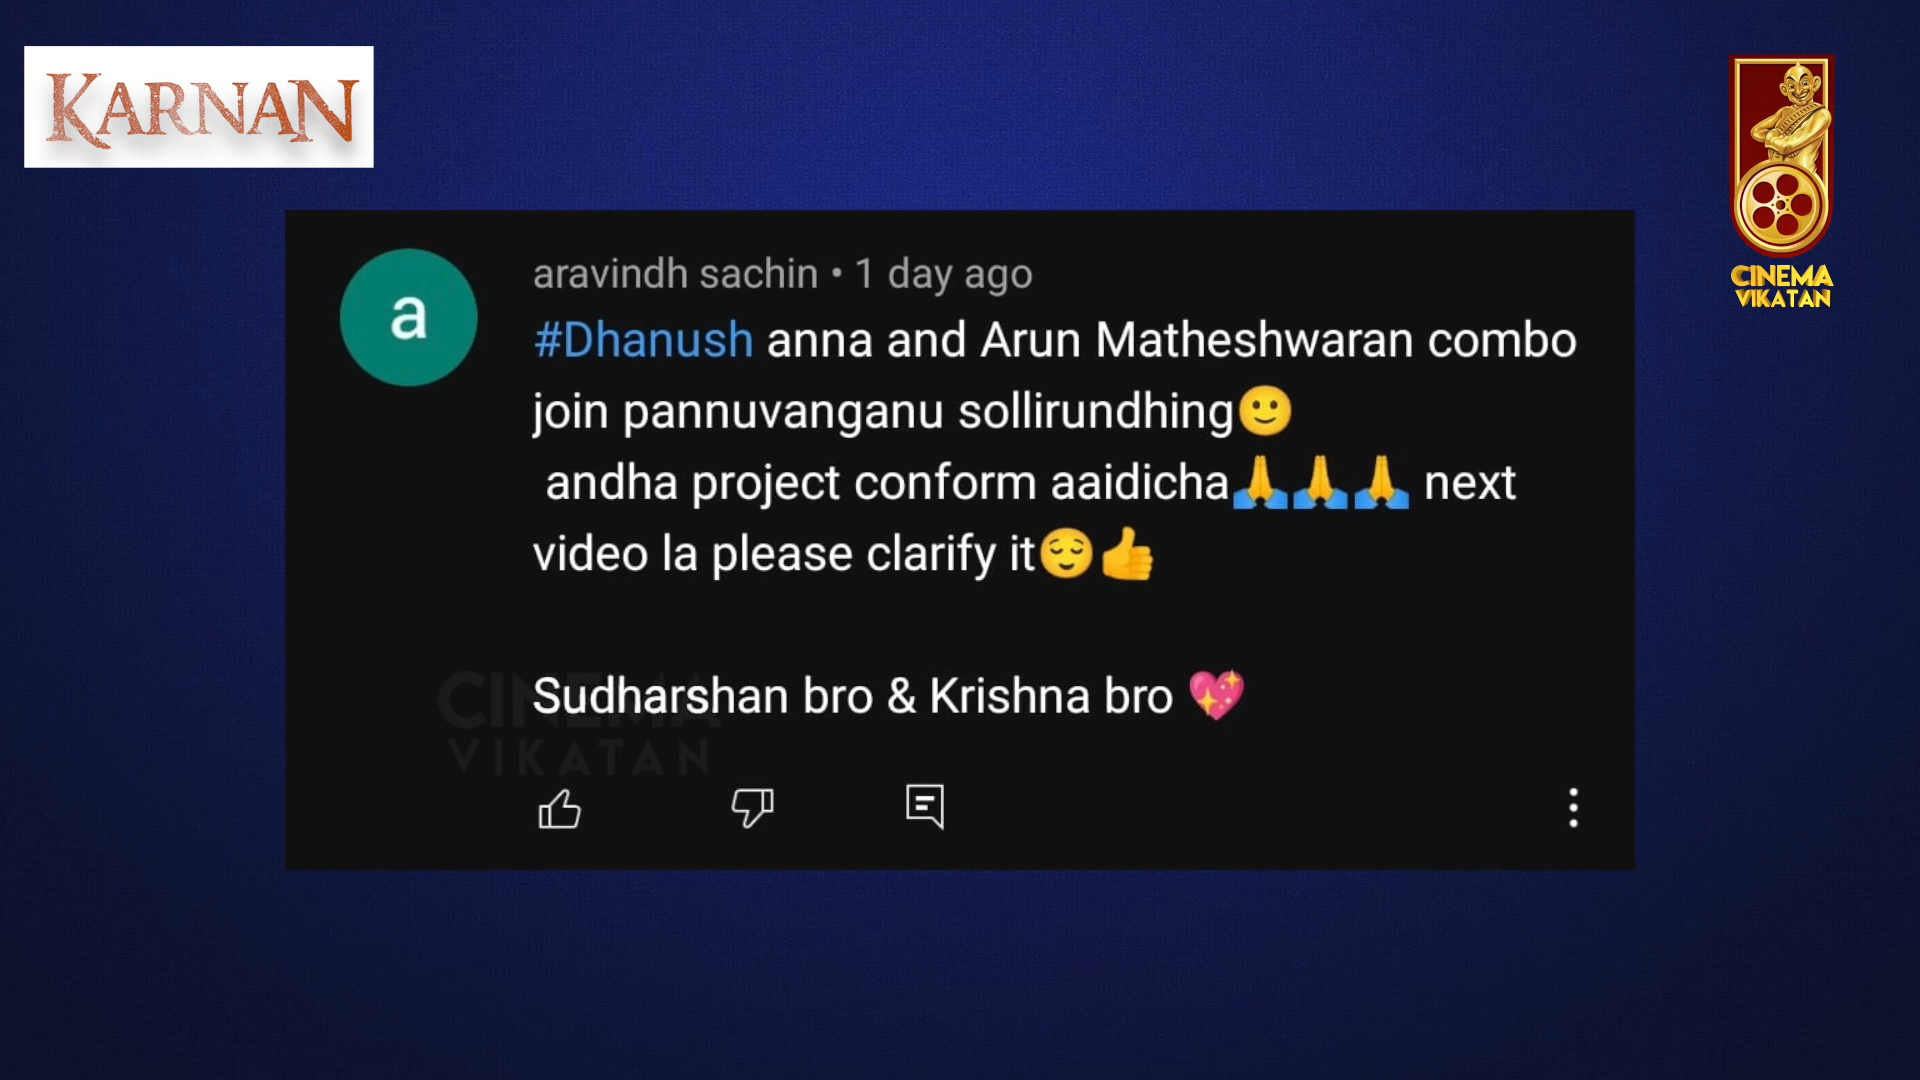 KARNAN
CINEMA
VIKATAN
a
aravindh sachin • 1 day ago
#Dhanush anna and Arun Matheshwaran combo
join pannuvanganu sollirundhing🙂
andha project conform aaidicha🙏🙏🙏 next
video la please clarify it😌👍
Sudharshan bro & Krishna bro 💖
CINEMA
VIKATAN